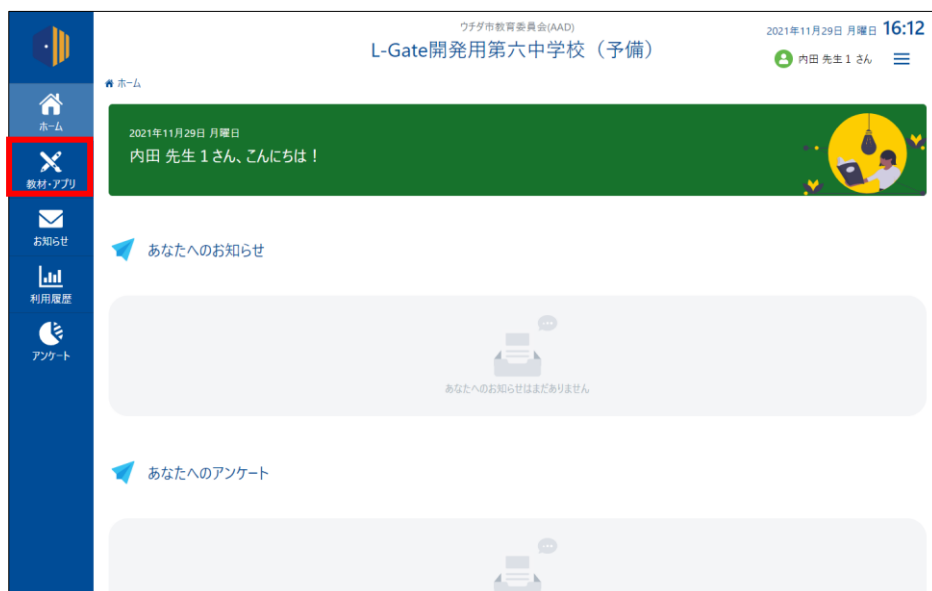 ウチダ市教育委員会(AAD)
L-Gate開発用第六中学校（予備）
2021年11月29日 月曜日 16:12
内田 先生１ さん
ホーム
ホーム
教材・アプリ
お知らせ
利用履歴
アンケート
2021年11月29日 月曜日
内田 先生１さん、こんにちは！
あなたへのお知らせ
あなたへのお知らせはまだありません
あなたへのアンケート